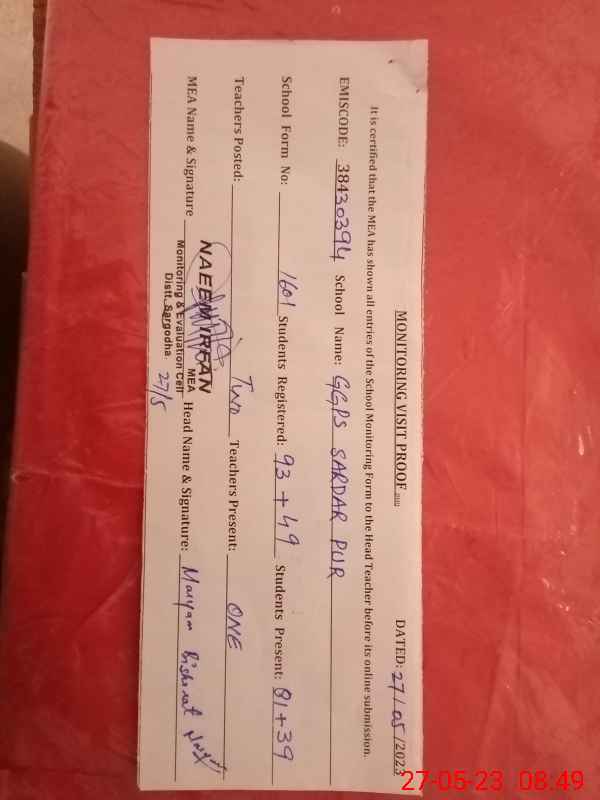 MONITORING VISIT PROOF DATED: 27/05/2023
It is certified that the MEA has shown all entries of the School Monitoring Form to the Head Teacher before its online submission.
EMISCODE: 38430394 School Name: GGPS SARDAR PUR
School Form No: 1601 Students Registered: 93 + 49 Students Present: 81+39
Teachers Posted: Two Teachers Present: ONE
MEA Name & Signature Head Name & Signature: Maryam
NAEEM IRFAN
MEA
Monitoring & Evaluation Cell
Distt. Sargodha.
27/5
27-05-23 08:49